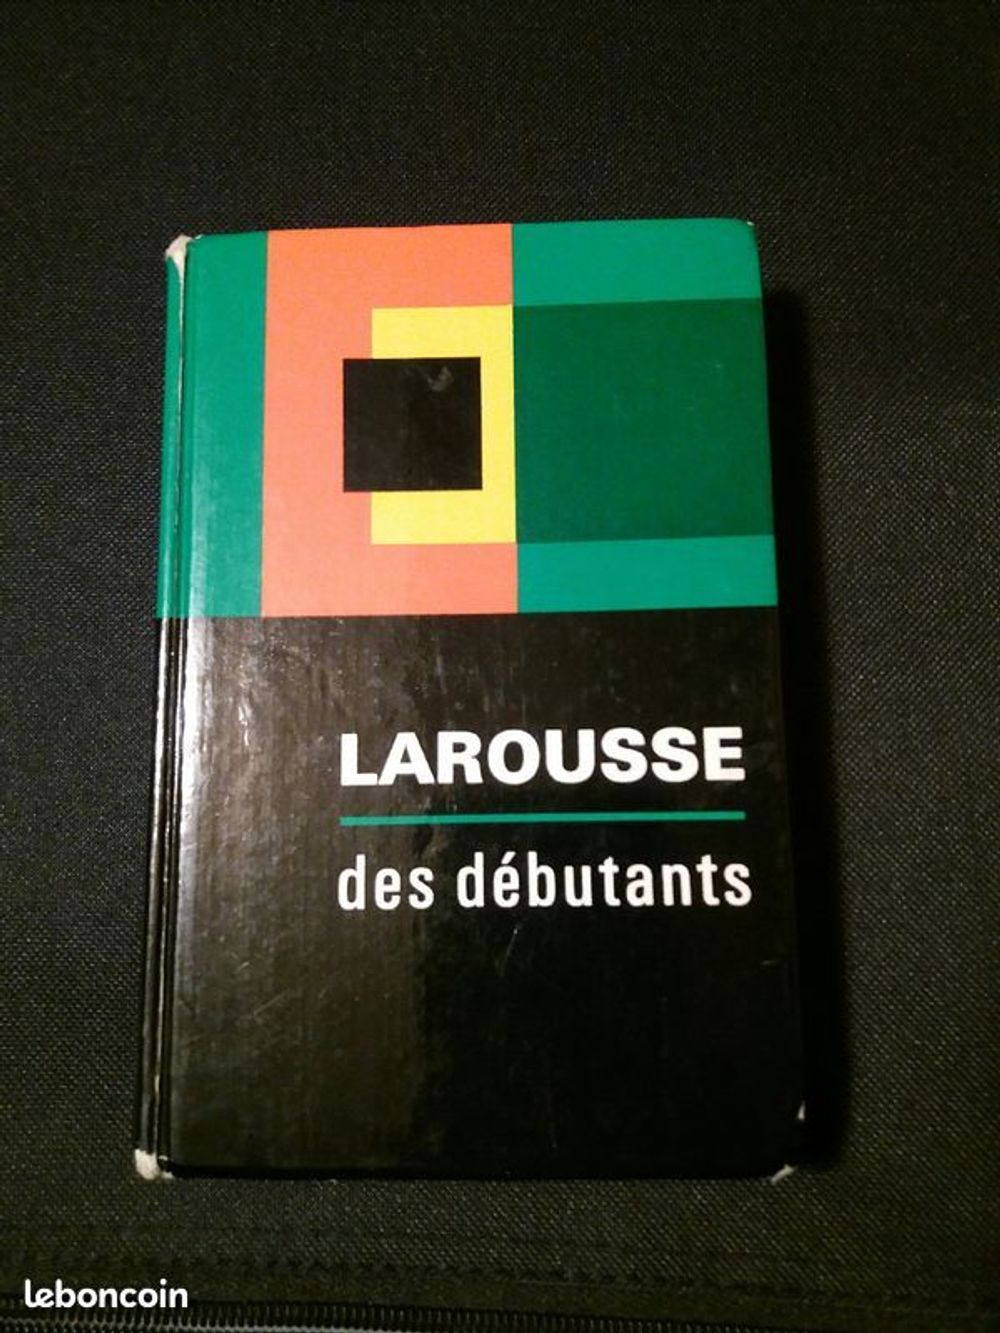 LAROUSSE
des débutants
leboncoin